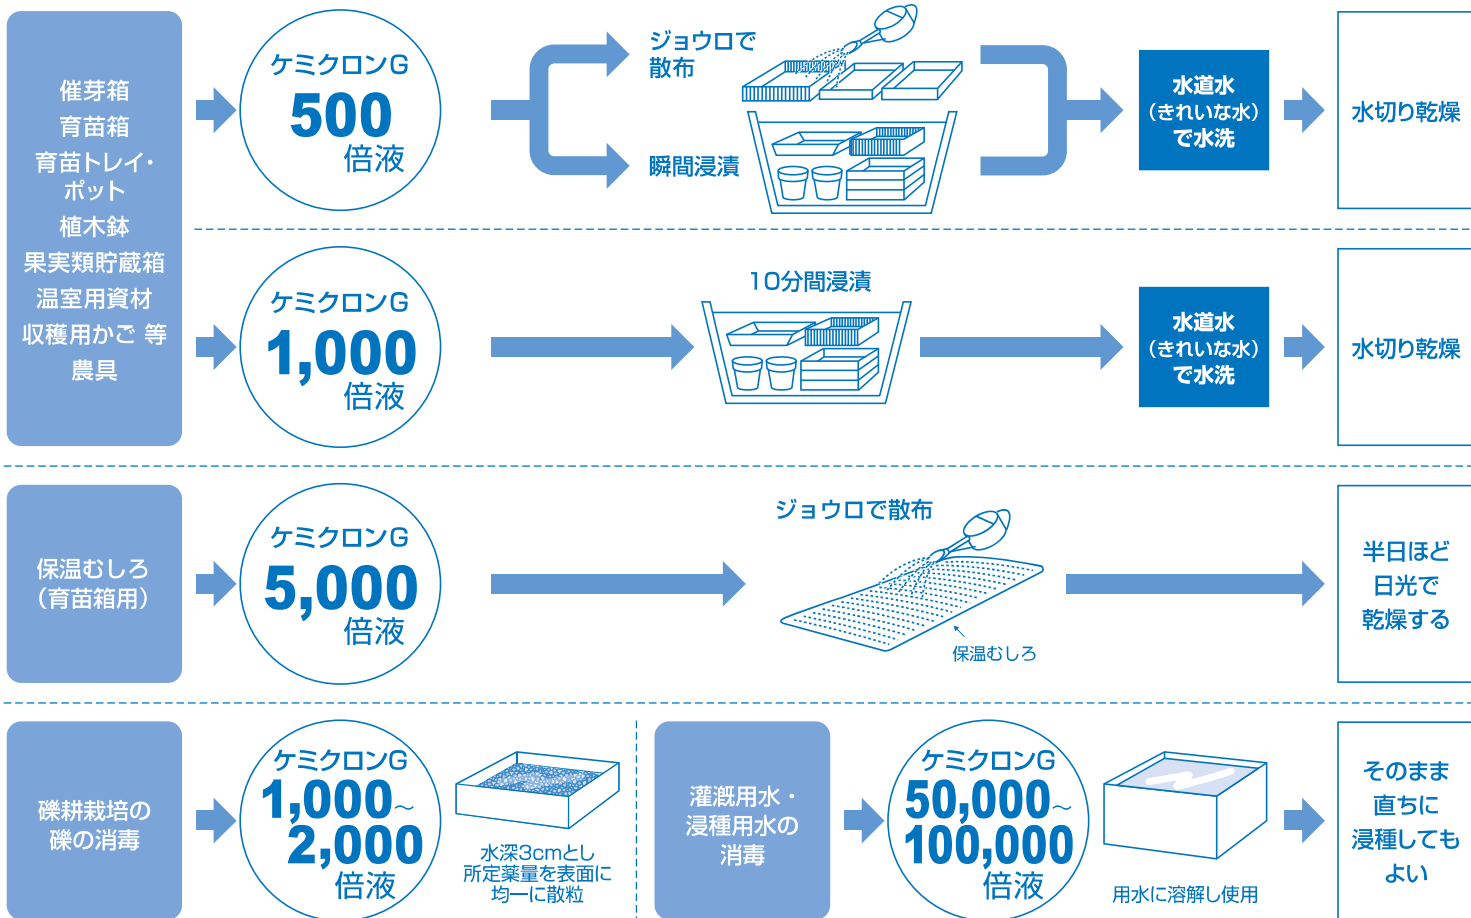 催芽箱
育苗箱
育苗トレイ・
ポット
植木鉢
果実類貯蔵箱
温室用資材
収穫用かご 等
農具
ケミクロンG
500
倍液
ジョウロで
散布
瞬間浸漬
水道水
（きれいな水）
で水洗
水切り乾燥
ケミクロンG
1,000
倍液
10分間浸漬
水道水
（きれいな水）
で水洗
水切り乾燥
保温むしろ
（育苗箱用）
ケミクロンG
5,000
倍液
ジョウロで散布
保温むしろ
半日ほど
日光で
乾燥する
礫耕栽培の
礫の消毒
ケミクロンG
1,000～
2,000
倍液
水深3cmとし
所定薬量を表面に
均一に散粒
灌漑用水・
浸種用水の
消毒
ケミクロンG
50,000～
100,000
倍液
用水に溶解し使用
そのまま
直ちに
浸種しても
よい